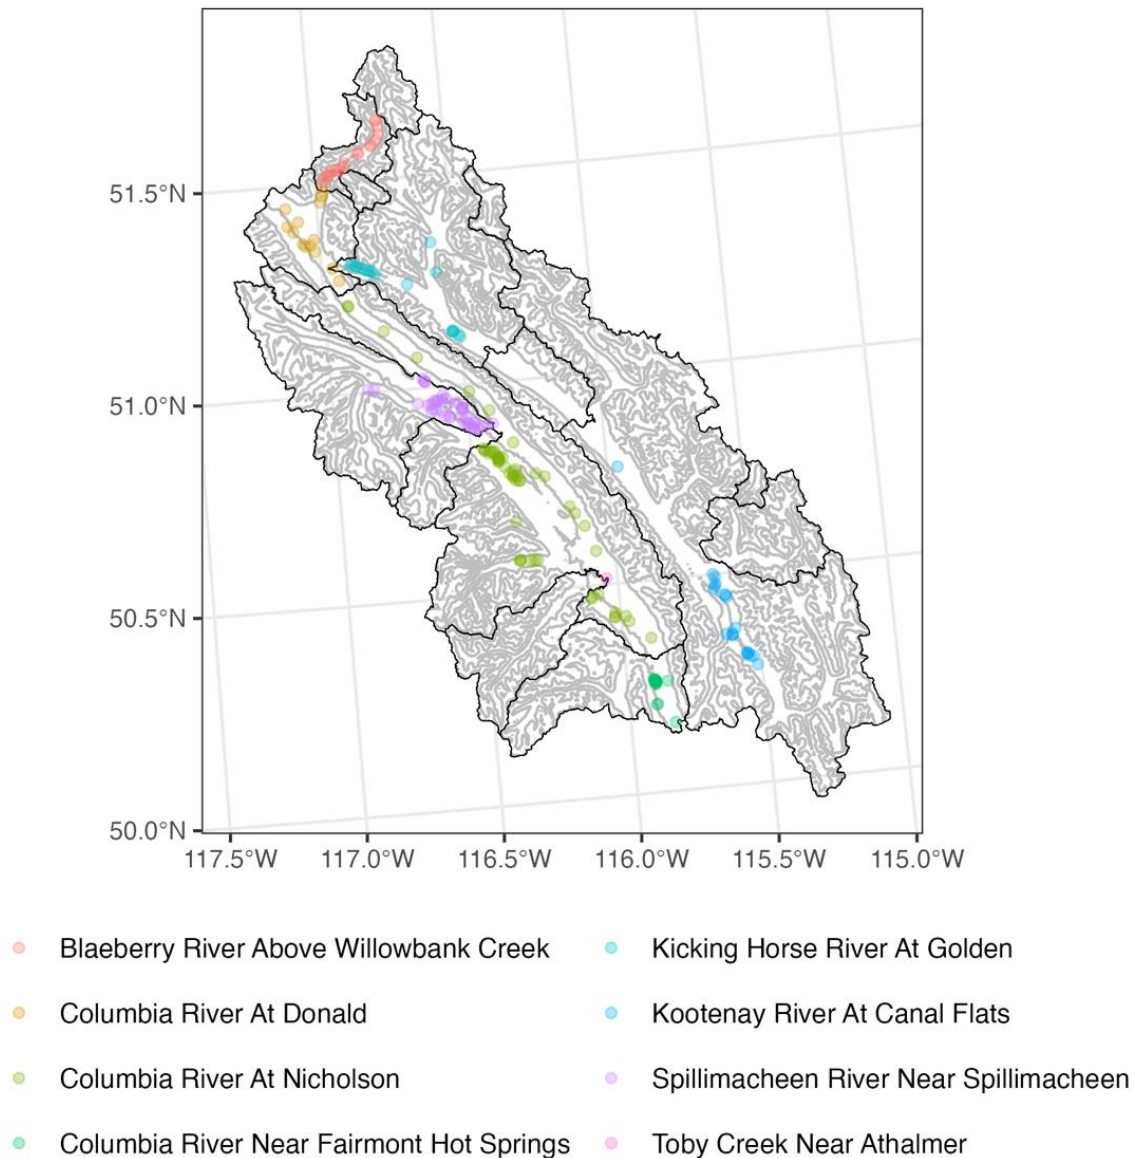 51.5°N
51.0°N
50.5°N
50.0°N
117.5°W 117.0°W 116.5°W 116.0°W 115.5°W 115.0°W
Blaeberry River Above Willowbank Creek
Kicking Horse River At Golden
Columbia River At Donald
Kootenay River At Canal Flats
Columbia River At Nicholson
Spillimacheen River Near Spillimacheen
Columbia River Near Fairmont Hot Springs
Toby Creek Near Athalmer